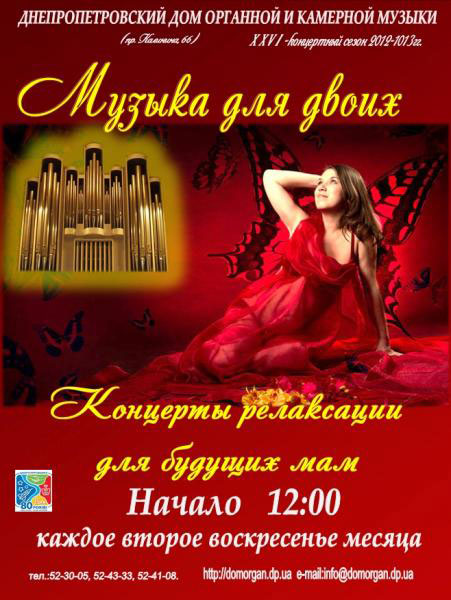 ДНЕПРОПЕТРОВСКИЙ ДОМ ОРГАННОЙ И КАМЕРНОЙ МУЗЫКИ
(пр. Калинина, 66) XXVI -концертный сезон 2012-1013гг.
Музыка для двоих
Концерты релаксации
для будущих мам
80 РОКІВ
Начало 12:00
каждое второе воскресенье месяца
тел.:52-30-05, 52-43-33, 52-41-08. http://domorgan.dp.ua e-mail:info@domorgan.dp.ua